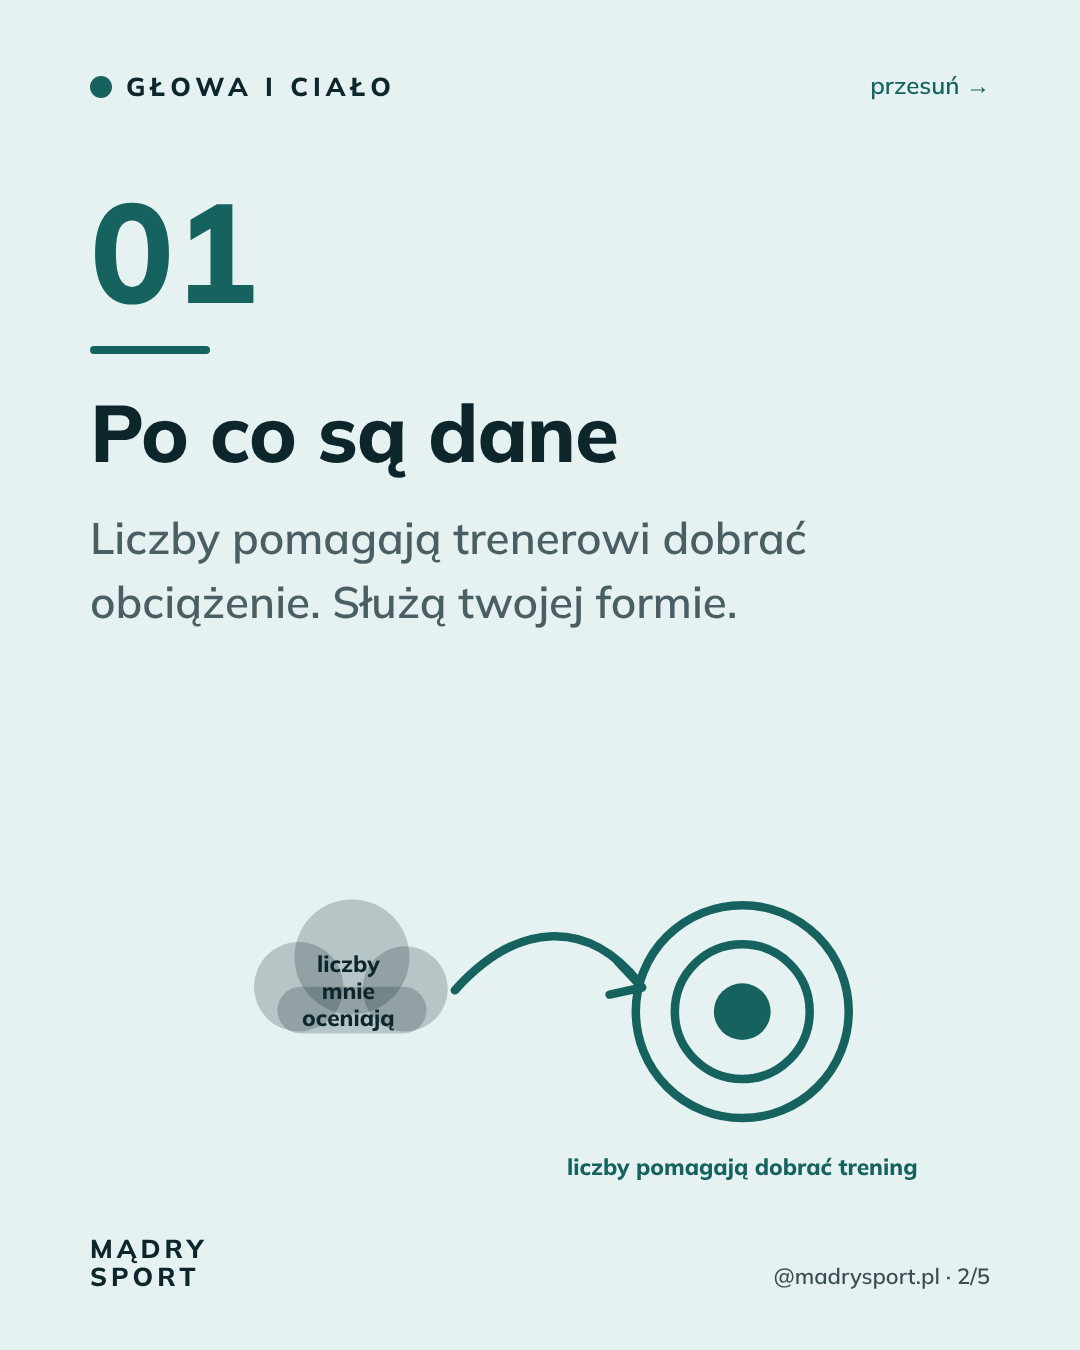 GŁOWA I CIAŁO
przesuń →
01
Po co są dane
Liczby pomagają trenerowi dobrać
obciążenie. Służą twojej formie.
liczby
mnie
oceniają
liczby pomagają dobrać trening
MĄDRY
SPORT
@madrysport.pl · 2/5